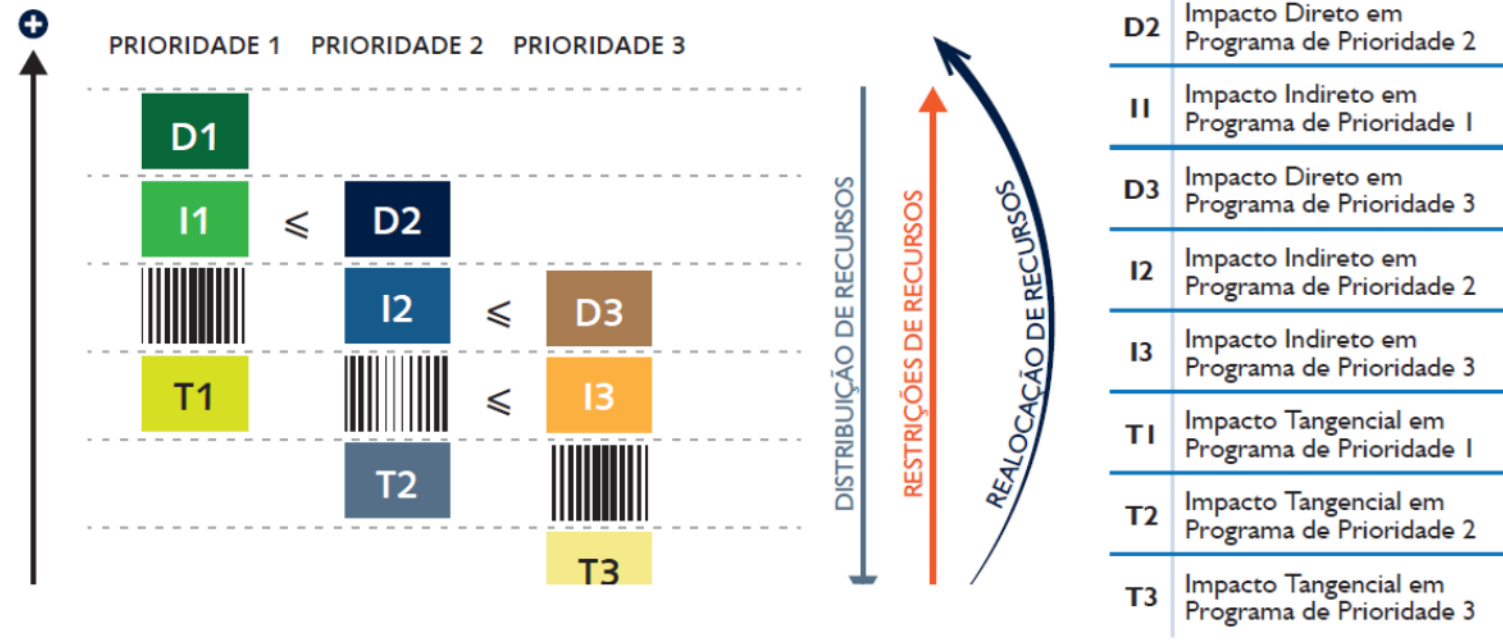 PRIORIDADE 1 PRIORIDADE 2 PRIORIDADE 3
D1
I1 ⩽ D2
I2 ⩽ D3
T1 ⩽ I3
T2
T3
DISTRIBUIÇÃO DE RECURSOS
RESTRIÇÕES DE RECURSOS
REALOCAÇÃO DE RECURSOS
D2 Impacto Direto em
Programa de Prioridade 2
I1 Impacto Indireto em
Programa de Prioridade 1
D3 Impacto Direto em
Programa de Prioridade 3
I2 Impacto Indireto em
Programa de Prioridade 2
I3 Impacto Indireto em
Programa de Prioridade 3
T1 Impacto Tangencial em
Programa de Prioridade 1
T2 Impacto Tangencial em
Programa de Prioridade 2
T3 Impacto Tangencial em
Programa de Prioridade 3